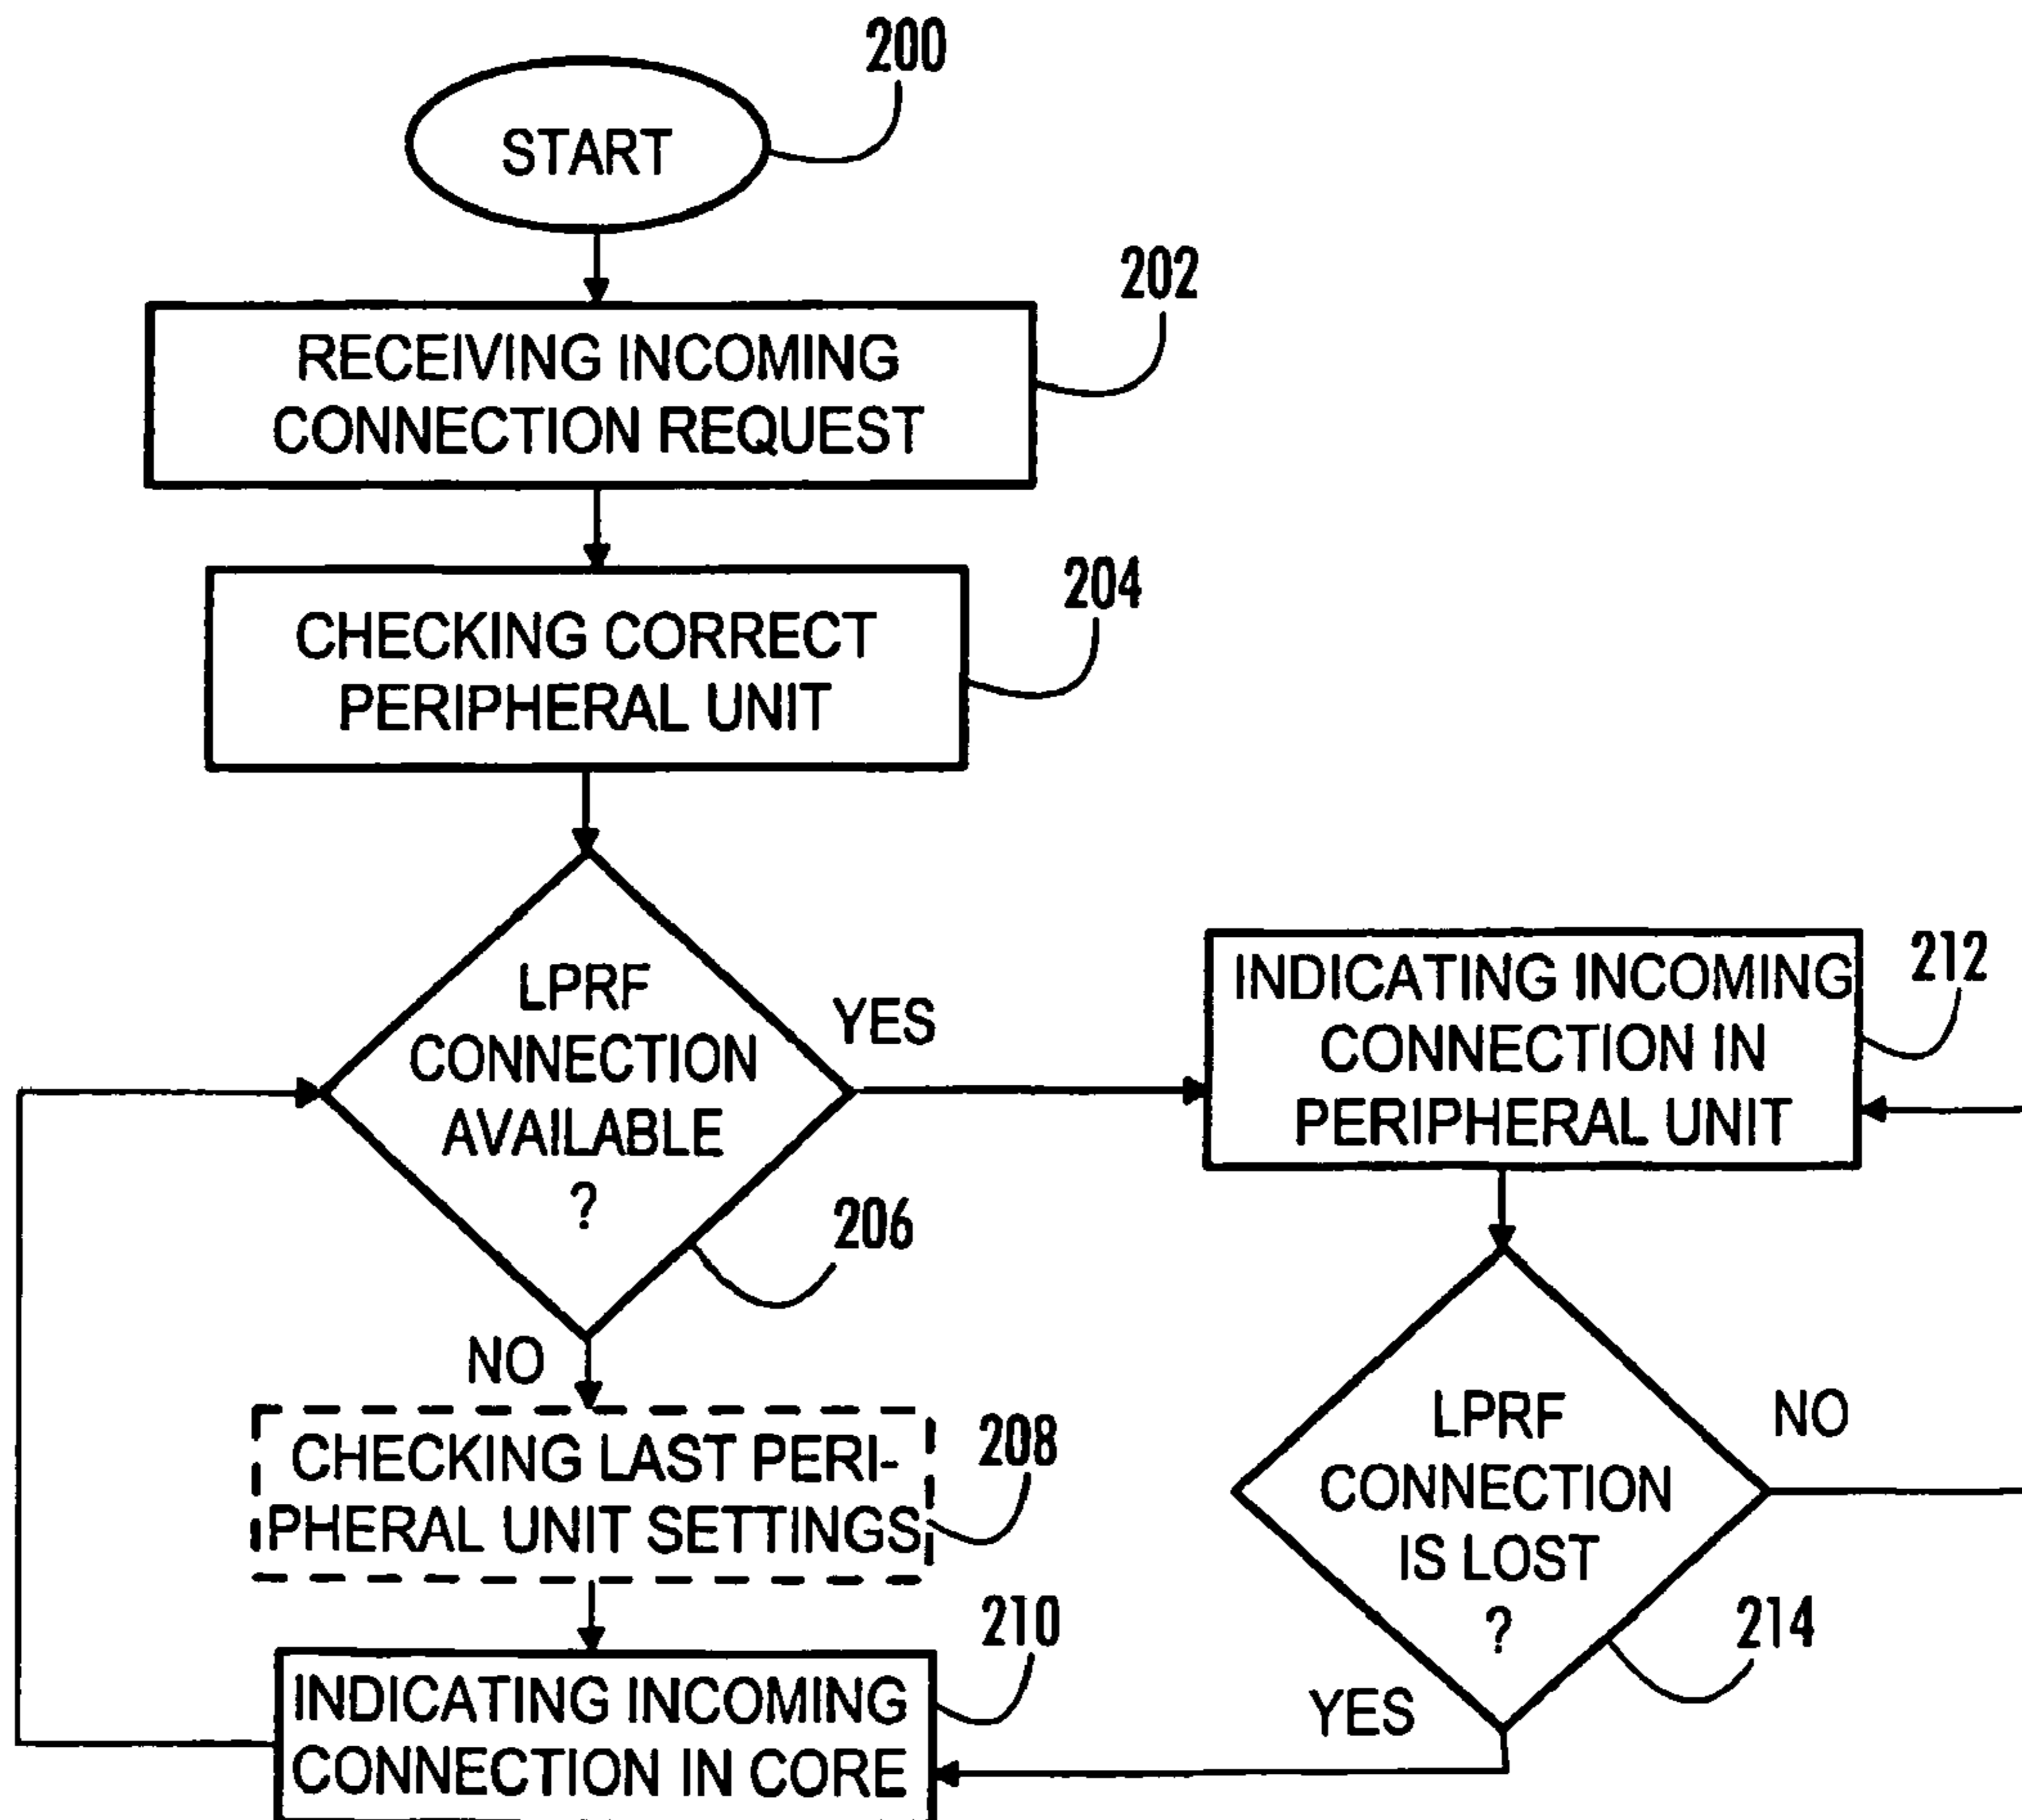 200
START
202
RECEIVING INCOMING
CONNECTION REQUEST
204
CHECKING CORRECT
PERIPHERAL UNIT
LPRF
CONNECTION
AVAILABLE
?
YES
206
NO
212
INDICATING INCOMING
CONNECTION IN
PERIPHERAL UNIT
LPRF
CONNECTION
IS LOST
?
NO
214
YES
208
CHECKING LAST PERI-
PHERAL UNIT SETTINGS
210
INDICATING INCOMING
CONNECTION IN CORE